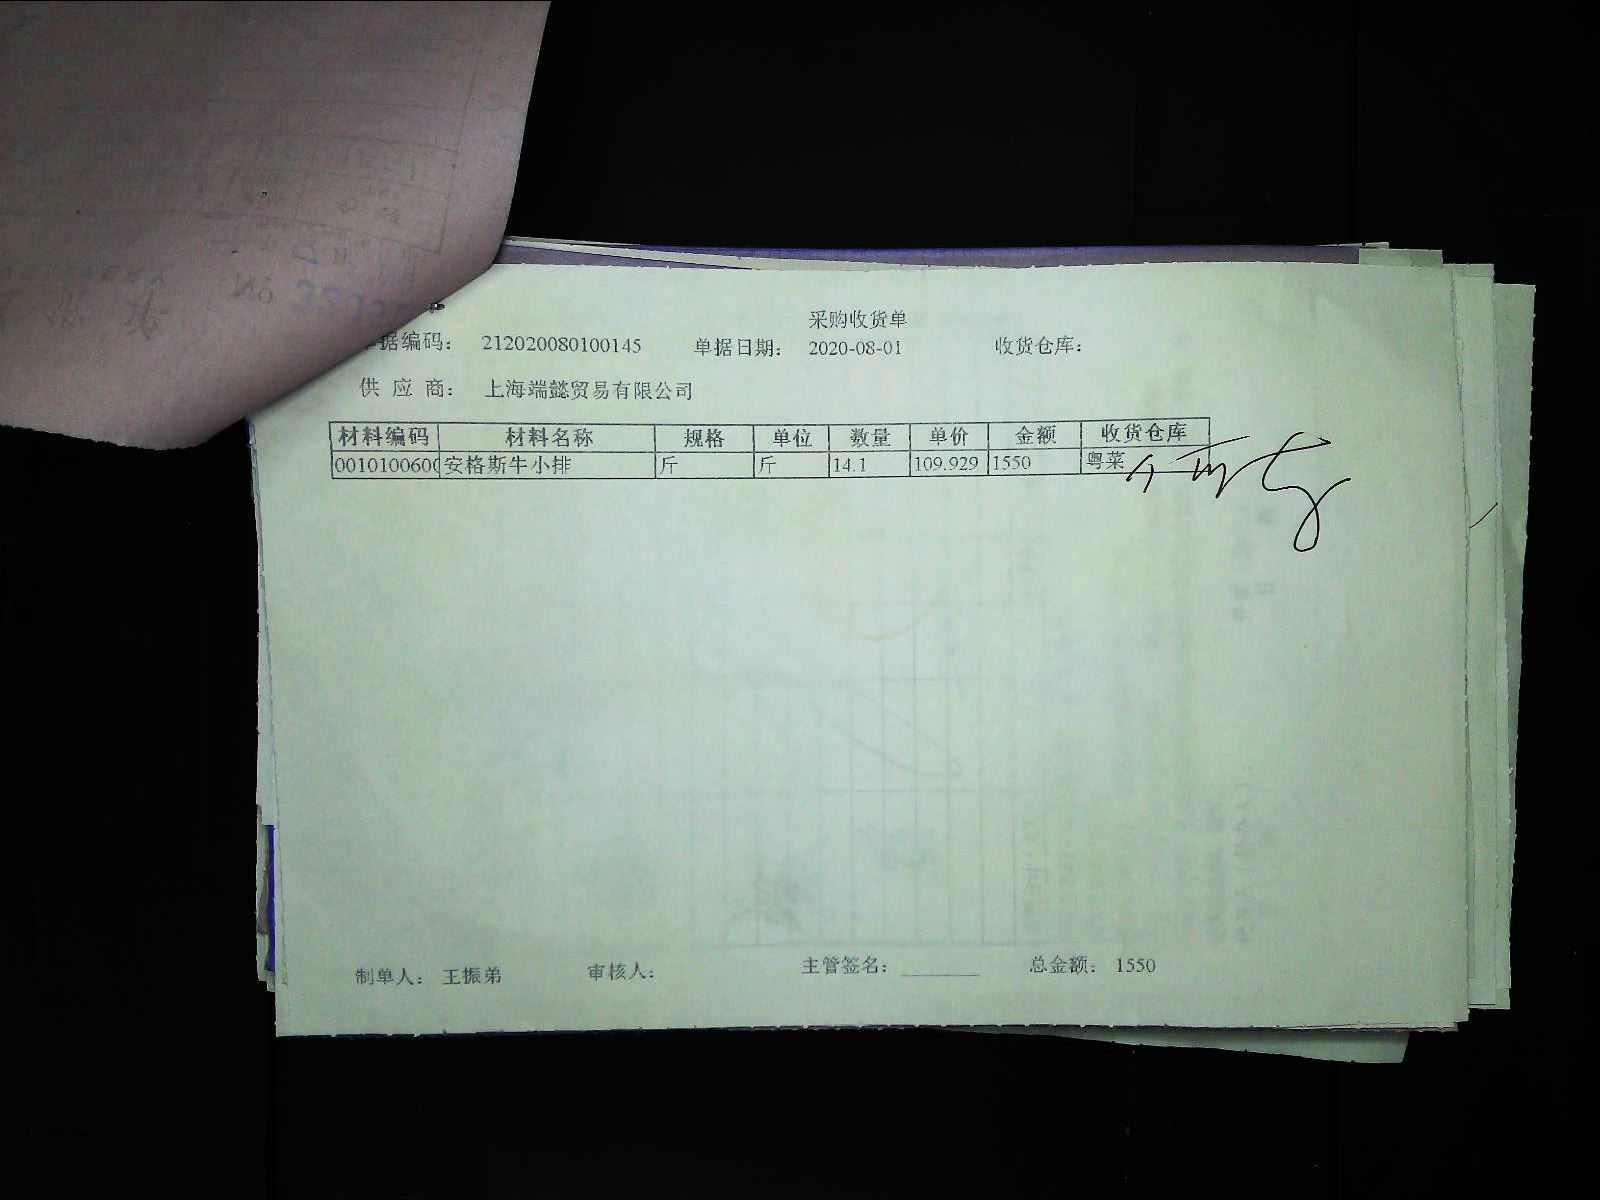 采购收货单
据编码： 212020080100145 单据日期： 2020-08-01 收货仓库：
供 应 商： 上海端懿贸易有限公司
材料编码 材料名称 规格 单位 数量 单价 金额 收货仓库
0010100600 安格斯牛小排 斤 斤 14.1 109.929 1550 粤菜
制单人： 王振弟 审核人： 主管签名： ________ 总金额： 1550